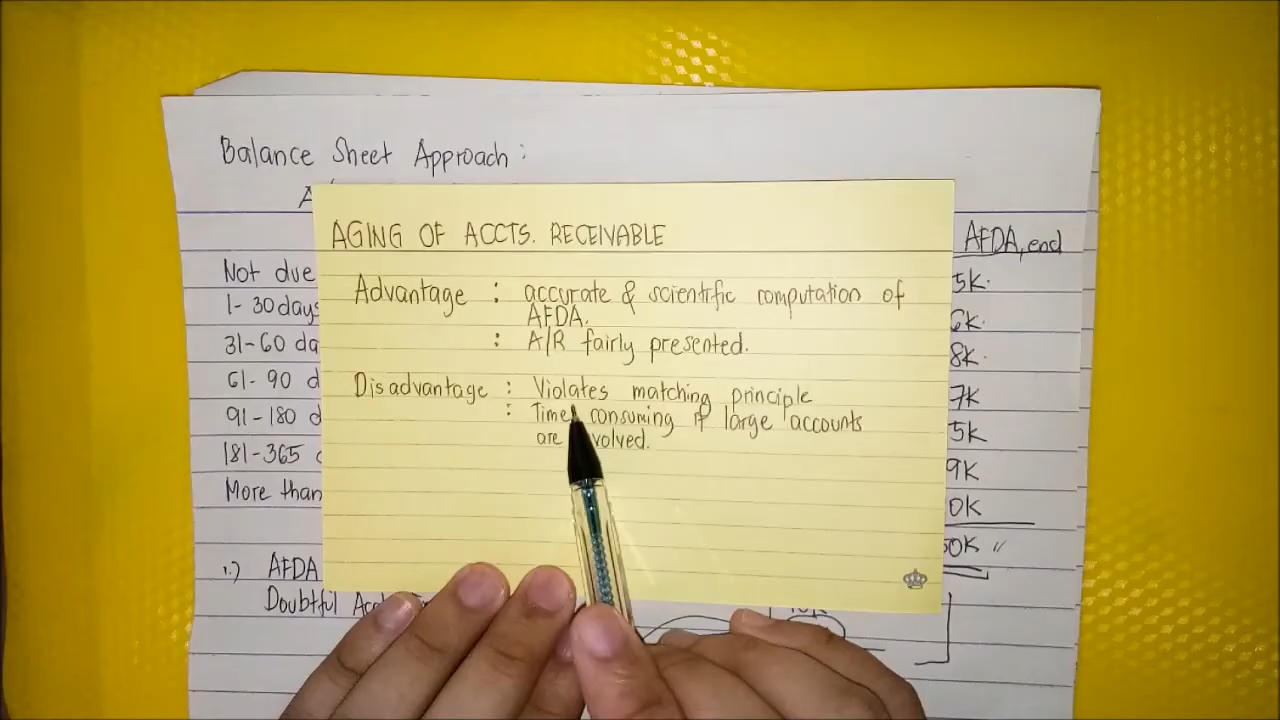 Balance Sheet Approach :
AGING OF ACCTS. RECEIVABLE
AFDA, end
Advantage : accurate & scientific computation of
AFDA.
: A/R fairly presented.
Disadvantage : Violates matching principle
: Time consuming if large accounts
are
Not due
5K.
1-30 days
6K.
31-60 da
8K.
61-90 d
7K
91-180 d
5K
181-365
9K
More than
0K
50K
1.) AFDA
Doubtful